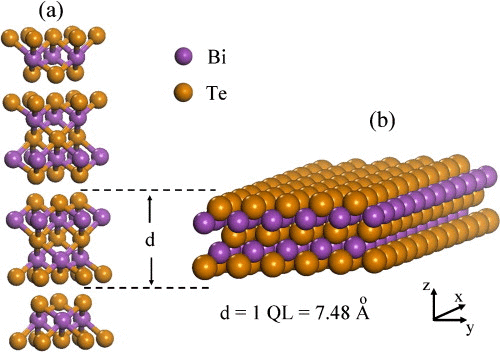 (a)
Bi
Te
(b)
d
d = 1 QL = 7.48 Å
z
x
y